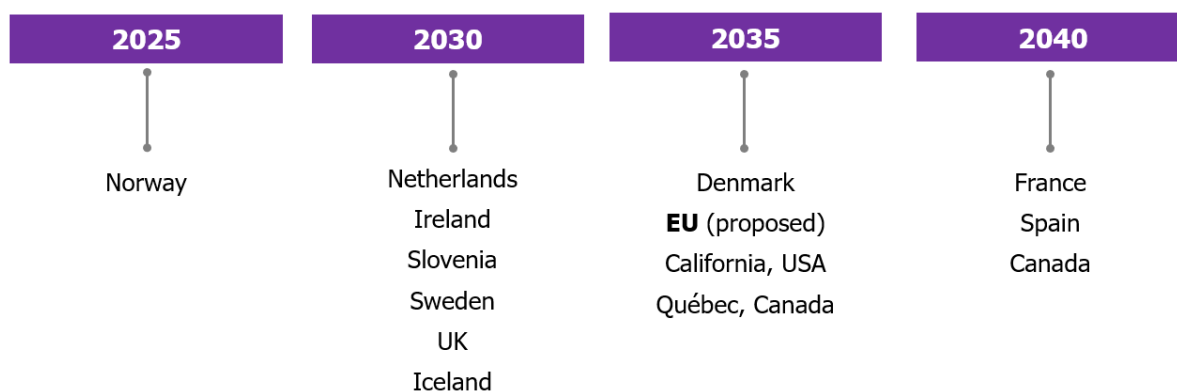 2025
Norway
2030
Netherlands
Ireland
Slovenia
Sweden
UK
Iceland
2035
Denmark
EU (proposed)
California, USA
Québec, Canada
2040
France
Spain
Canada